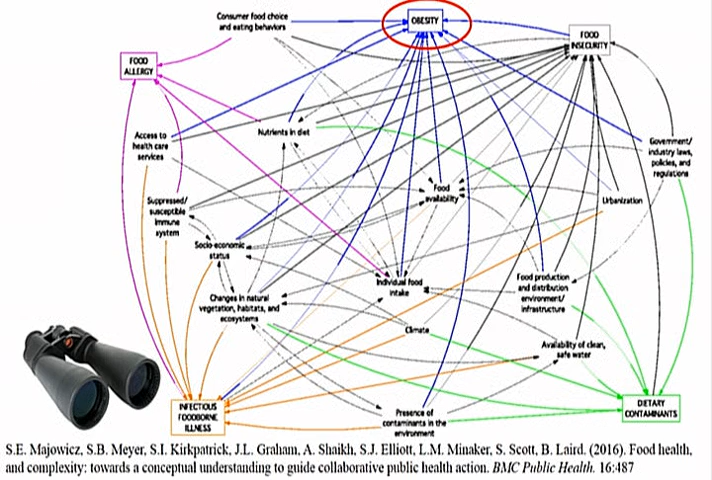 Consumer food choice
and eating behaviors
OBESITY
FOOD
INSECURITY
FOOD
ALLERGY
Access to
health care
services
Nutrients in diet
Government/
industry laws,
policies, and
regulations
Suppressed/
susceptible
immune
system
Food
availability
Urbanization
Socio-economic
status
Individual food
intake
Food production
and distribution
environment/
infrastructure
Changes in natural
vegetation, habitats, and
ecosystems
Climate
Availability of clean,
safe water
INFECTIOUS
FOODBORNE
ILLNESS
Presence of
contaminants in the
environment
DIETARY
CONTAMINANTS
S.E. Majowicz, S.B. Meyer, S.I. Kirkpatrick, J.L. Graham, A. Shaikh, S.J. Elliott, L.M. Minaker, S. Scott, B. Laird. (2016). Food health,
and complexity: towards a conceptual understanding to guide collaborative public health action. BMC Public Health. 16:487